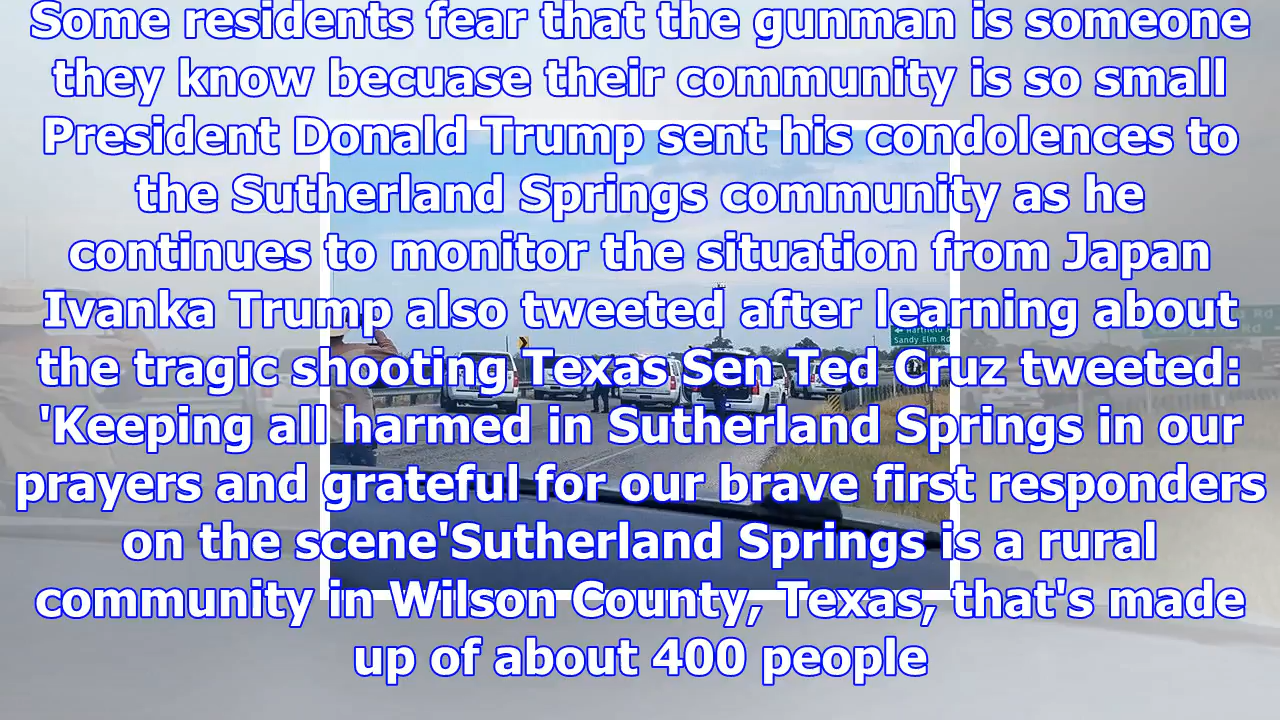 Some residents fear that the gunman is someone
they know becuase their community is so small
President Donald Trump sent his condolences to
the Sutherland Springs community as he
continues to monitor the situation from Japan
Ivanka Trump also tweeted after learning about
the tragic shooting Texas Sen Ted Cruz tweeted:
'Keeping all harmed in Sutherland Springs in our
prayers and grateful for our brave first responders
on the scene'Sutherland Springs is a rural
community in Wilson County, Texas, that's made
up of about 400 people
Sandy Elm Rd